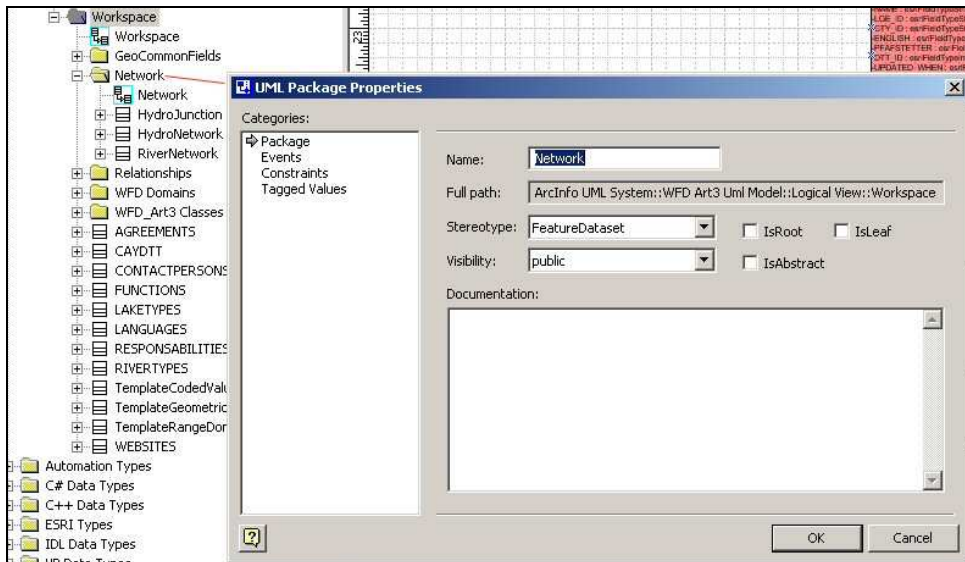 Workspace
Workspace
GeoCommonFields
Network
Network
HydroJunction
HydroNetwork
RiverNetwork
Relationships
WFD Domains
WFD_Art3 Classes
AGREEMENTS
CAYDTT
CONTACTPERSONS
FUNCTIONS
LAKETYPES
LANGUAGES
RESPONSABILITIES
RIVERTYPES
TemplateCodedValu
TemplateGeometric
TemplateRangeDor
WEBSITES
Automation Types
C# Data Types
C++ Data Types
ESRI Types
IDL Data Types
23
UML Package Properties
Categories:
Package
Events
Constraints
Tagged Values
Name: Network
Full path: ArcInfo UML System::WFD Art3 Uml Model::Logical View::Workspace
Stereotype: FeatureDataset
IsRoot IsLeaf
Visibility: public
IsAbstract
Documentation:
OK Cancel